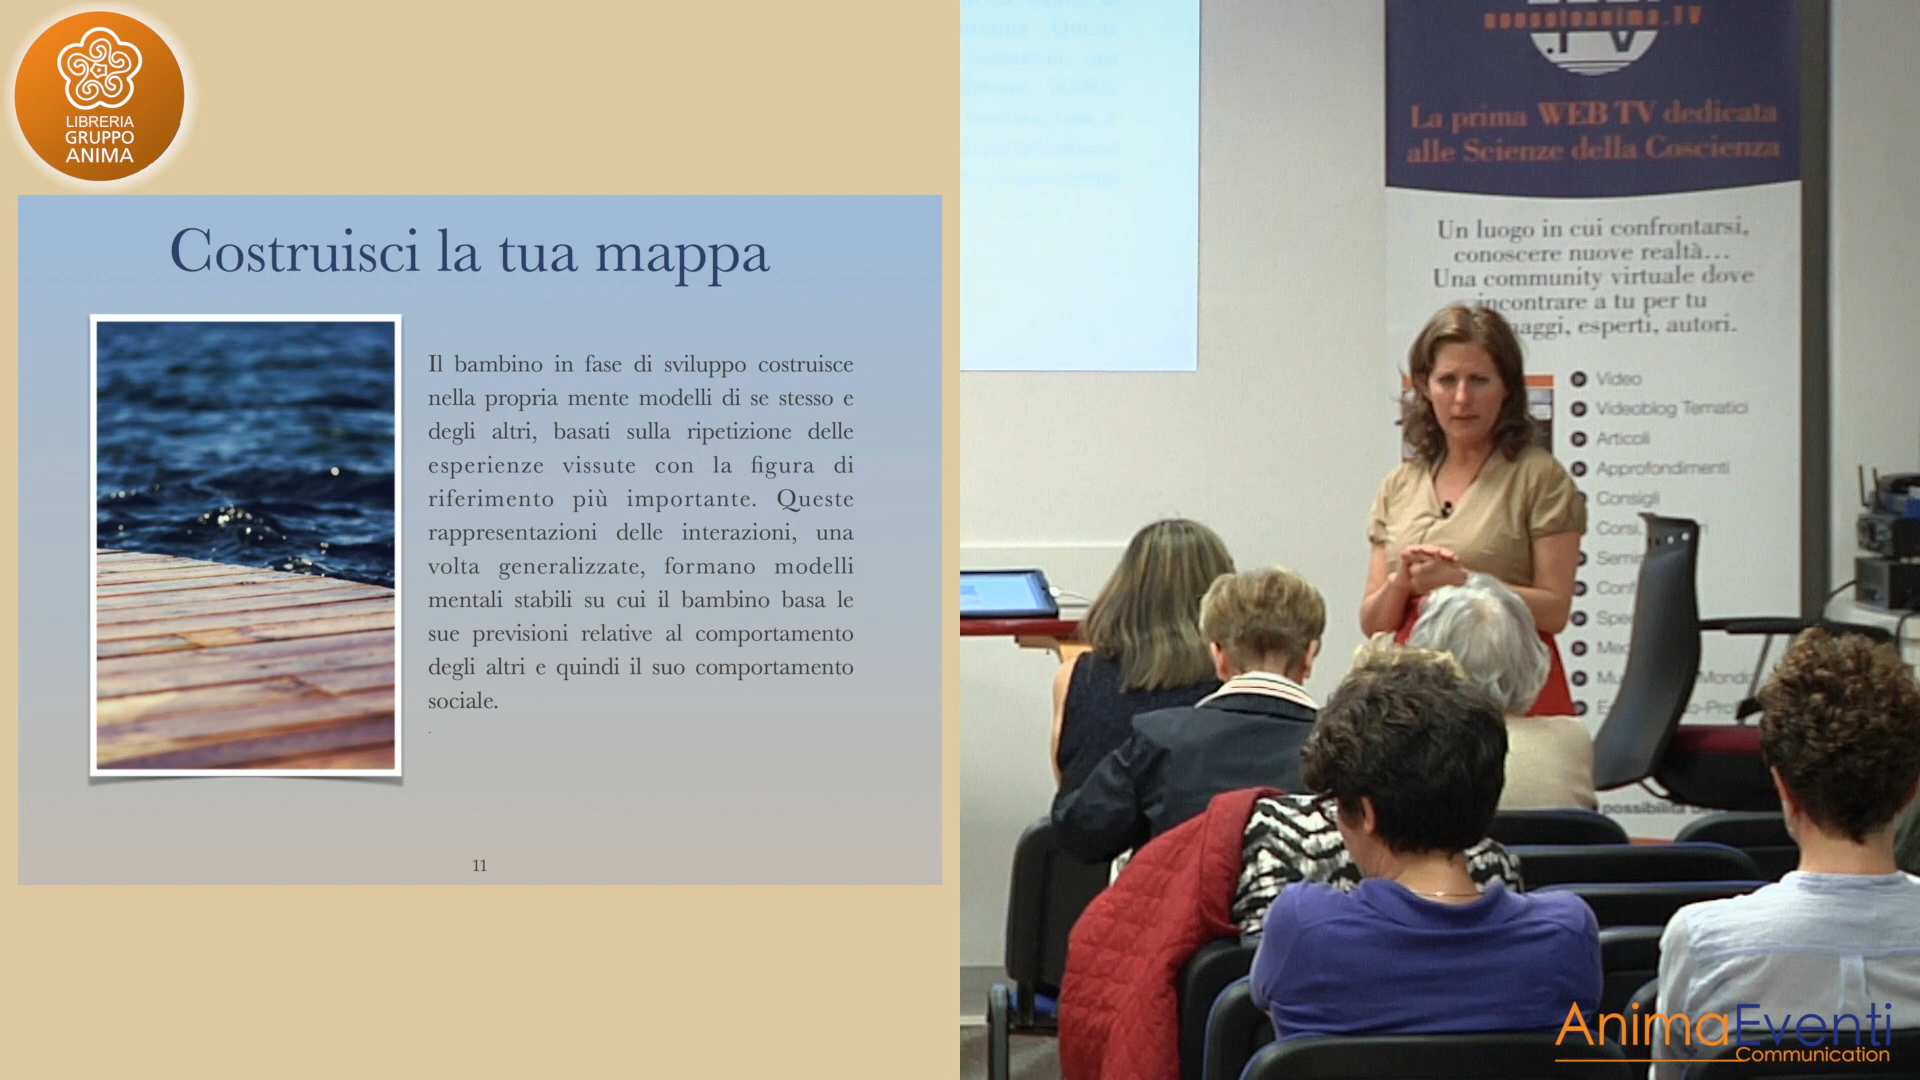 LIBRERIA
GRUPPO
ANIMA
Costruisci la tua mappa
Il bambino in fase di sviluppo costruisce
nella propria mente modelli di se stesso e
degli altri, basati sulla ripetizione delle
esperienze vissute con la figura di
riferimento più importante. Queste
rappresentazioni delle interazioni, una
volta generalizzate, formano modelli
mentali stabili su cui il bambino basa le
sue previsioni relative al comportamento
degli altri e quindi il suo comportamento
sociale.
11
La prima WEB TV dedicata
alle Scienze della Coscienza
Un luogo in cui confrontarsi,
conoscere nuove realtà...
Una community virtuale dove
incontrare a tu per tu
esperti, autori.
Video
Videoblog Tematici
Articoli
Approfondimenti
Consigli
Corsi,
AnimaEventi
Communication